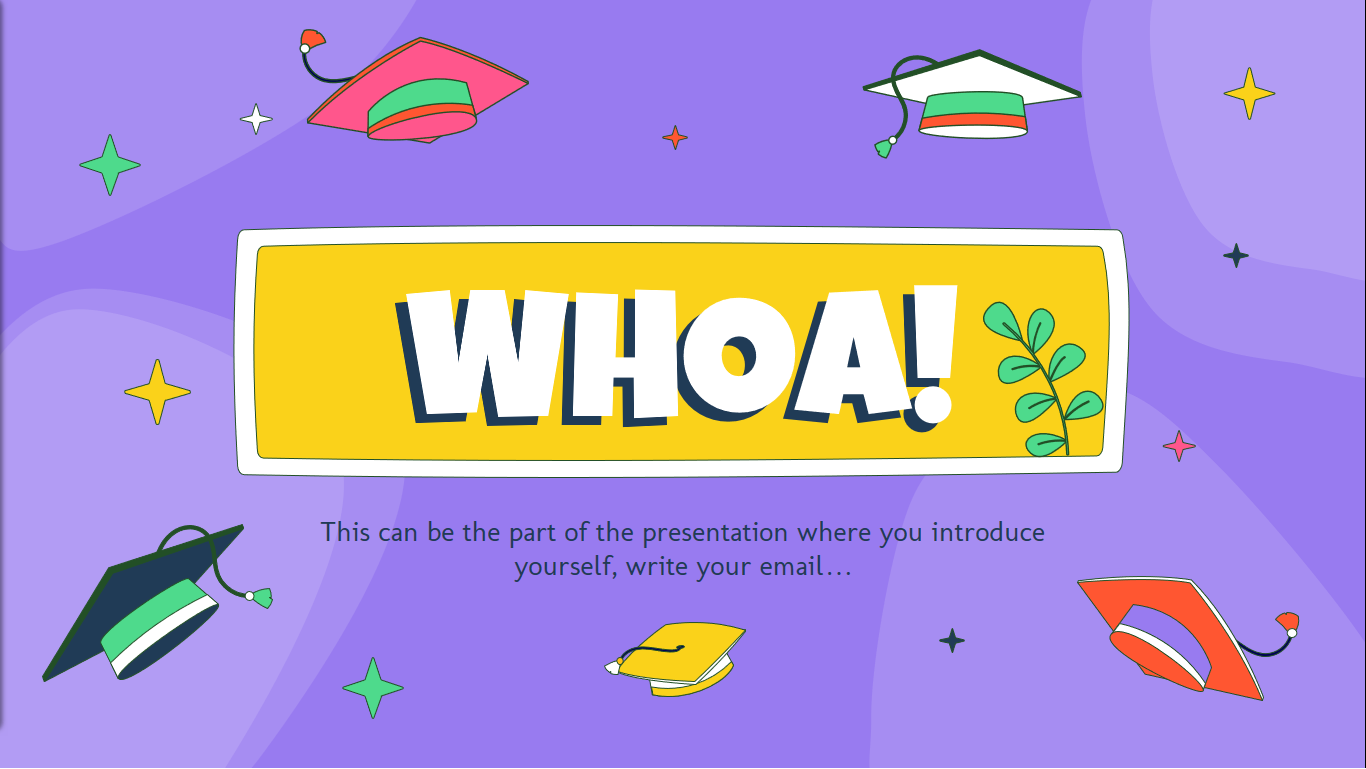 WHOA!
This can be the part of the presentation where you introduce
yourself, write your email…